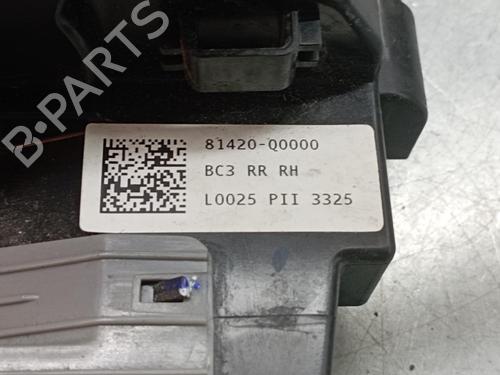 B-PARTS
81420-Q0000
BC3 RR RH
L0025 PII 3325